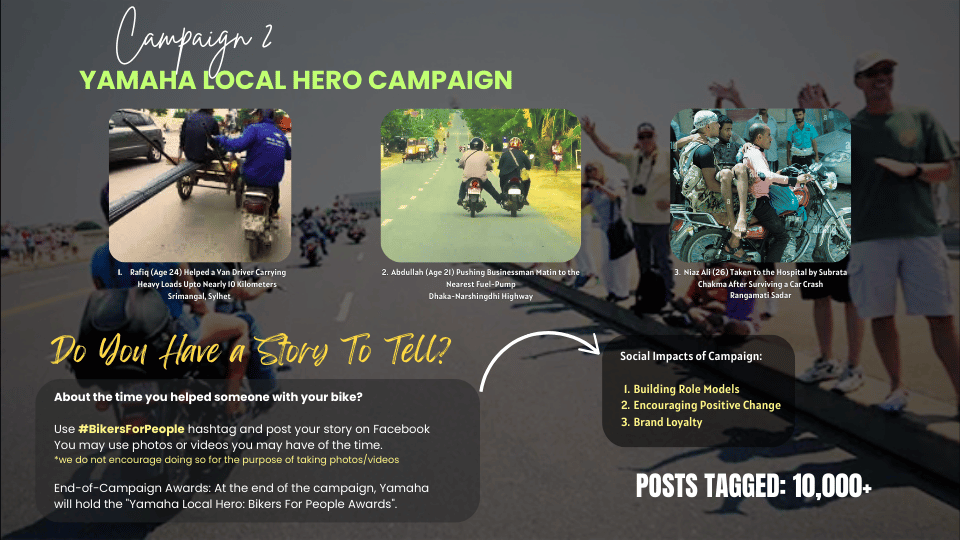 Campaign 2
YAMAHA LOCAL HERO CAMPAIGN
1. Rafiq (Age 24) Helped a Van Driver Carrying
Heavy Loads Upto Nearly 10 Kilometers
Srimangal, Sylhet
2. Abdullah (Age 21) Pushing Businessman Matin to the
Nearest Fuel-Pump
Dhaka-Narshingdhi Highway
3. Niaz Ali (26) Taken to the Hospital by Subrata
Chakma After Surviving a Car Crash
Rangamati Sadar
Do You Have a Story To Tell?
About the time you helped someone with your bike?
Use #BikersForPeople hashtag and post your story on Facebook
You may use photos or videos you may have of the time.
*we do not encourage doing so for the purpose of taking photos/videos
End-of-Campaign Awards: At the end of the campaign, Yamaha
will hold the "Yamaha Local Hero: Bikers For People Awards".
Social Impacts of Campaign:
1. Building Role Models
2. Encouraging Positive Change
3. Brand Loyalty
POSTS TAGGED: 10,000+